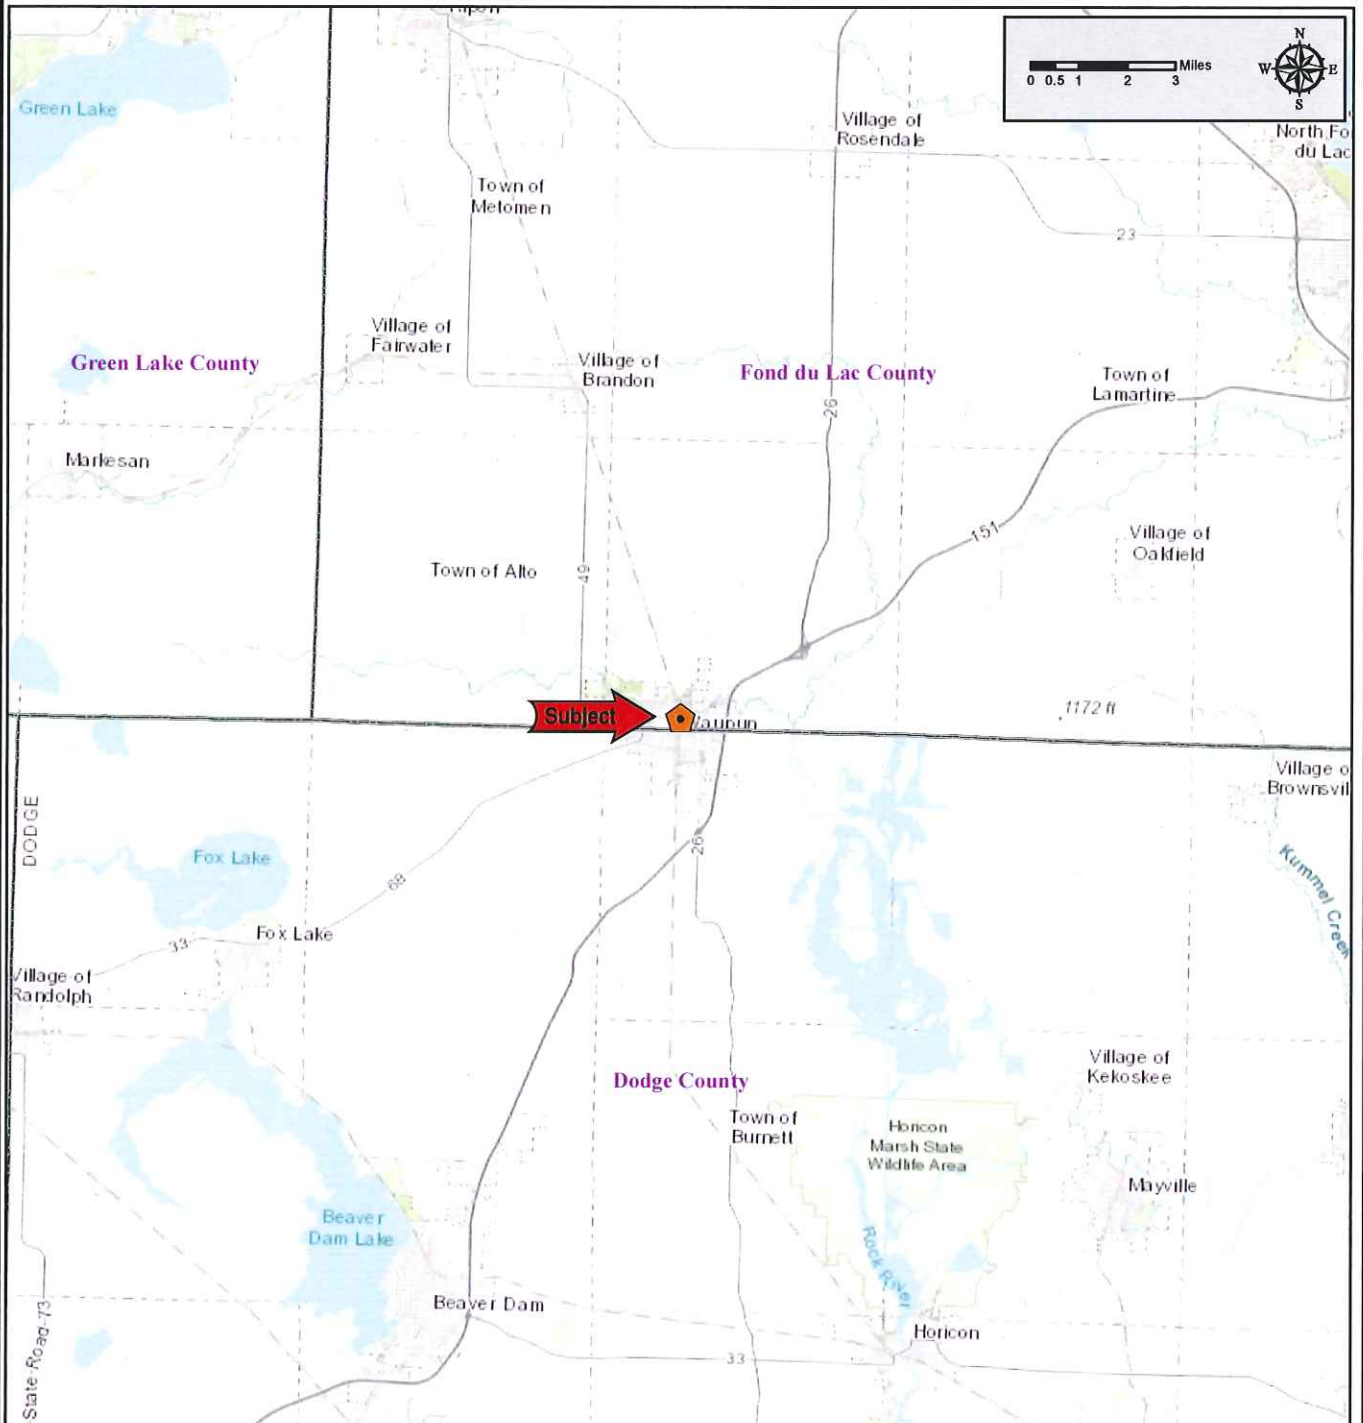 Miles
0 0.5 1 2 3
N
W E
S
Green Lake
Village of
Rosendale
North Fo
du Lac
Town of
Metomen
23
Village of
Fairwater
Green Lake County
Village of
Brandon
Fond du Lac County
Town of
Lamartine
26
Markesan
151
Village of
Oakfield
Town of Alto
49
1172 ft
Subject
aupun
Village o
Brownsvil
DODGE
Fox Lake
26
Kummel Creek
68
Fox Lake
33
Village of
Randolph
Village of
Kekoskee
Dodge County
Town of
Burnett
Horicon
Marsh State
Wildlife Area
Mayville
Beaver
Dam Lake
Rock River
Beaver Dam
Horicon
33
State Road 73